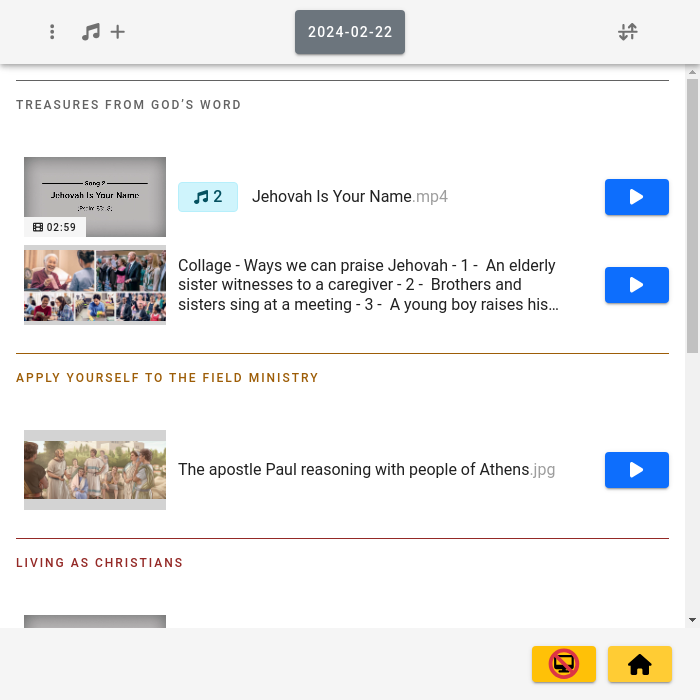 2024-02-22
TREASURES FROM GOD'S WORD
Song 2
Jehovah Is Your Name
02:59
2
Jehovah Is Your Name.mp4
Collage - Ways we can praise Jehovah - 1 - An elderly
sister witnesses to a caregiver - 2 - Brothers and
sisters sing at a meeting - 3 - A young boy raises his…
APPLY YOURSELF TO THE FIELD MINISTRY
The apostle Paul reasoning with people of Athens.jpg
LIVING AS CHRISTIANS